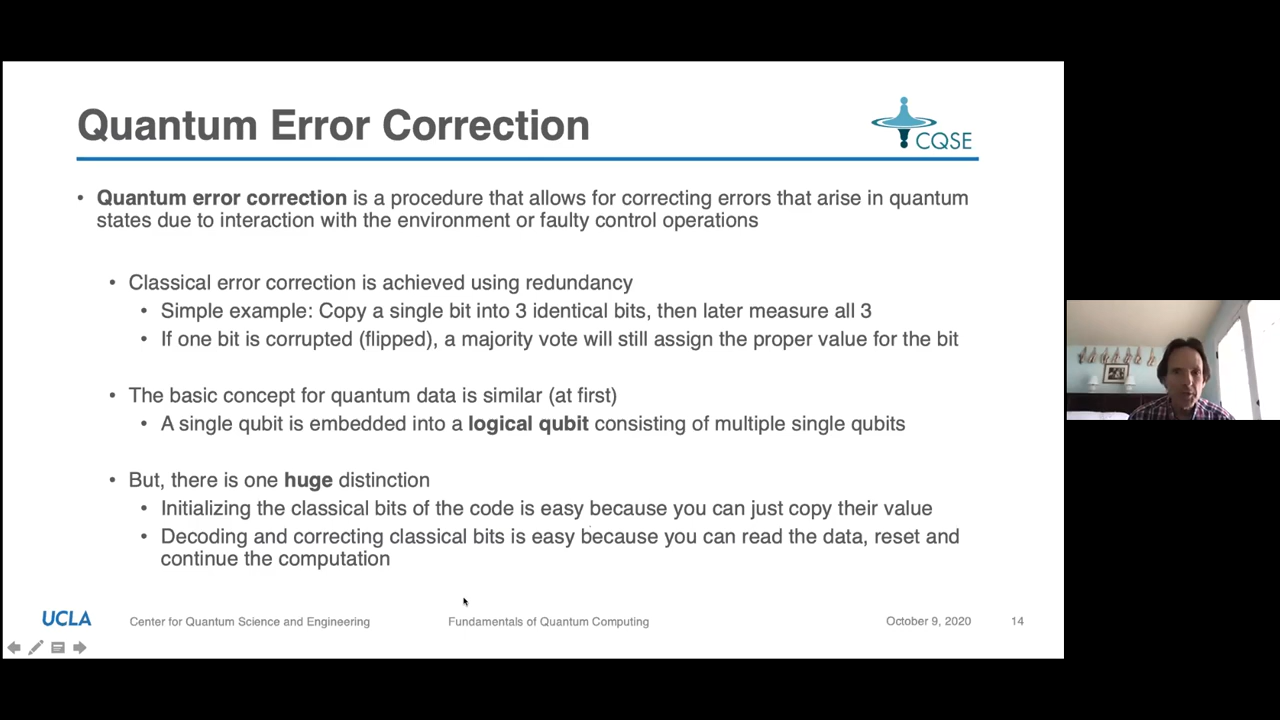 Quantum Error Correction
CQSE
• Quantum error correction is a procedure that allows for correcting errors that arise in quantum
states due to interaction with the environment or faulty control operations
• Classical error correction is achieved using redundancy
• Simple example: Copy a single bit into 3 identical bits, then later measure all 3
• If one bit is corrupted (flipped), a majority vote will still assign the proper value for the bit
• The basic concept for quantum data is similar (at first)
• A single qubit is embedded into a logical qubit consisting of multiple single qubits
• But, there is one huge distinction
• Initializing the classical bits of the code is easy because you can just copy their value
• Decoding and correcting classical bits is easy because you can read the data, reset and
continue the computation
UCLA Center for Quantum Science and Engineering Fundamentals of Quantum Computing October 9, 2020 14